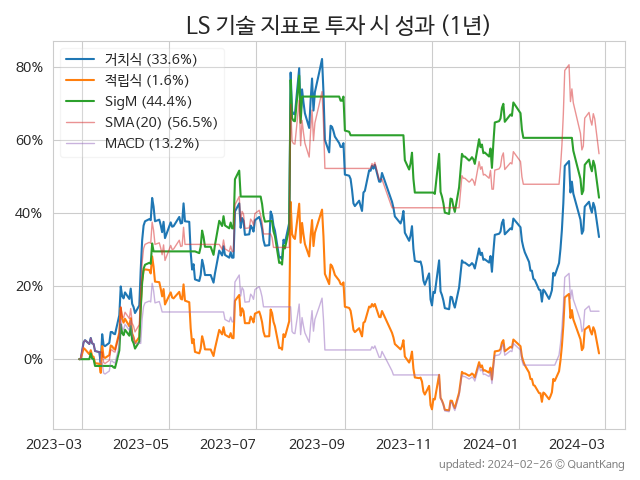 LS 기술 지표로 투자 시 성과 (1년)
거치식 (33.6%)
적립식 (1.6%)
SigM (44.4%)
SMA(20) (56.5%)
MACD (13.2%)
80%
60%
40%
20%
0%
2023-03 2023-05 2023-07 2023-09 2023-11 2024-01 2024-03
updated: 2024-02-26 ⓒ QuantKang